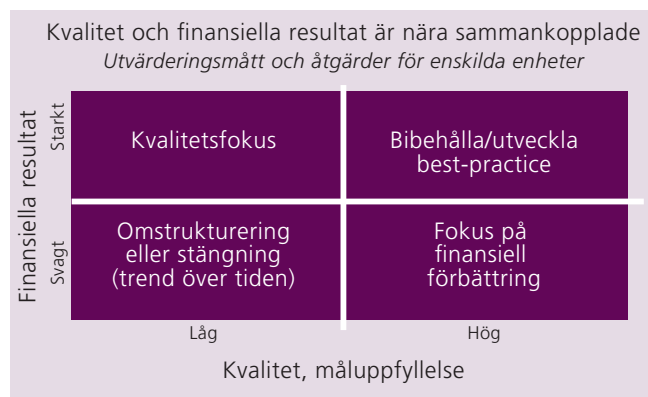 Kvalitet och finansiella resultat är nära sammankopplade
Utvärderingsmått och åtgärder för enskilda enheter
Finansiella resultat
Starkt
Kvalitetsfokus
Bibehålla/utveckla
best-practice
Svagt
Omstrukturering
eller stängning
(trend över tiden)
Fokus på
finansiell
förbättring
Låg
Hög
Kvalitet, måluppfyllelse